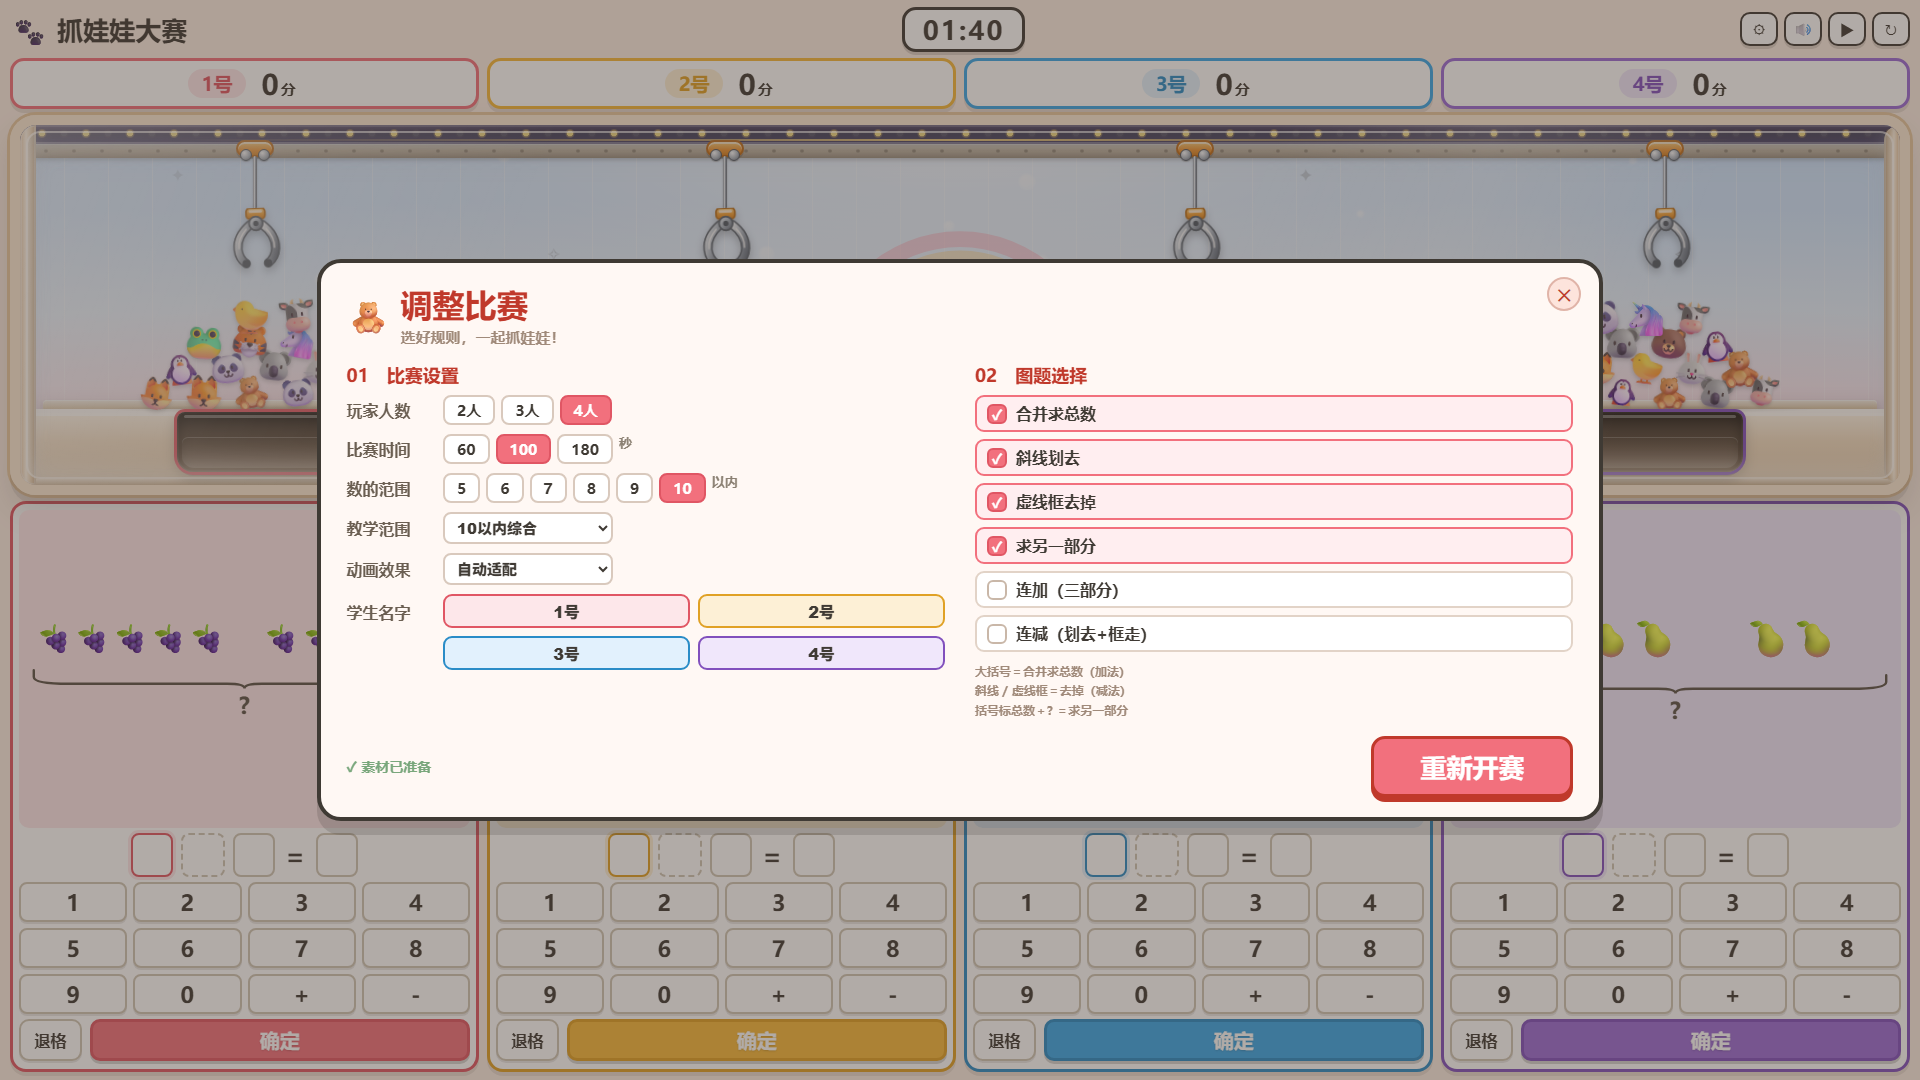 抓娃娃大赛
01:40
1号 0分
2号 0分
3号 0分
4号 0分
调整比赛
选好规则，一起抓娃娃！
01 比赛设置
玩家人数 2人 3人 4人
比赛时间 60 100 180 秒
数的范围 5 6 7 8 9 10 以内
教学范围 10以内综合
动画效果 自动适配
学生名字 1号 2号
3号 4号
✓ 素材已准备
02 图题选择
合并求总数
斜线划去
虚线框去掉
求另一部分
连加（三部分）
连减（划去+框走）
大括号 = 合并求总数（加法）
斜线 / 虚线框 = 去掉（减法）
括号标总数 + ？ = 求另一部分
重新开赛
?
?
=
1 2 3 4
5 6 7 8
9 0 + -
退格 确定
=
1 2 3 4
5 6 7 8
9 0 + -
退格 确定
=
1 2 3 4
5 6 7 8
9 0 + -
退格 确定
=
1 2 3 4
5 6 7 8
9 0 + -
退格 确定